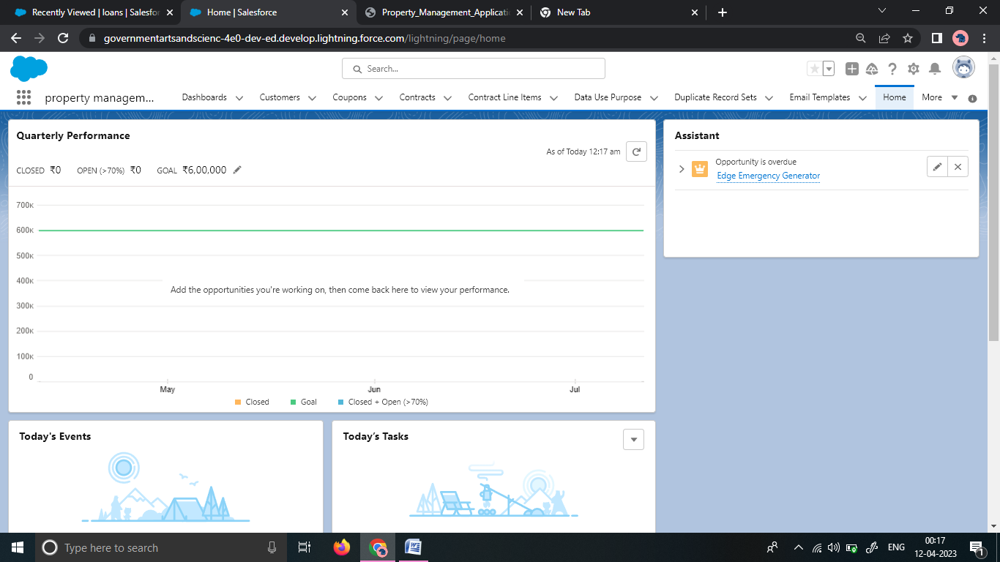 Recently Viewed | loans | Salesfor
Home | Salesforce
Property_Management_Applicati
New Tab
governmentartsandscienc-4e0-dev-ed.develop.lightning.force.com/lightning/page/home
Search...
property managem...
Dashboards
Customers
Coupons
Contracts
Contract Line Items
Data Use Purpose
Duplicate Record Sets
Email Templates
Home
More
Quarterly Performance
As of Today 12:17 am
CLOSED ₹0 OPEN (>70%) ₹0 GOAL ₹6,00,000
700K
600K
500K
400K
300K
200K
100K
0
Add the opportunities you're working on, then come back here to view your performance.
May Jun Jul
Closed Goal Closed + Open (>70%)
Assistant
Opportunity is overdue
Edge Emergency Generator
Today's Events
Today’s Tasks
Type here to search
ENG
00:17
12-04-2023
1